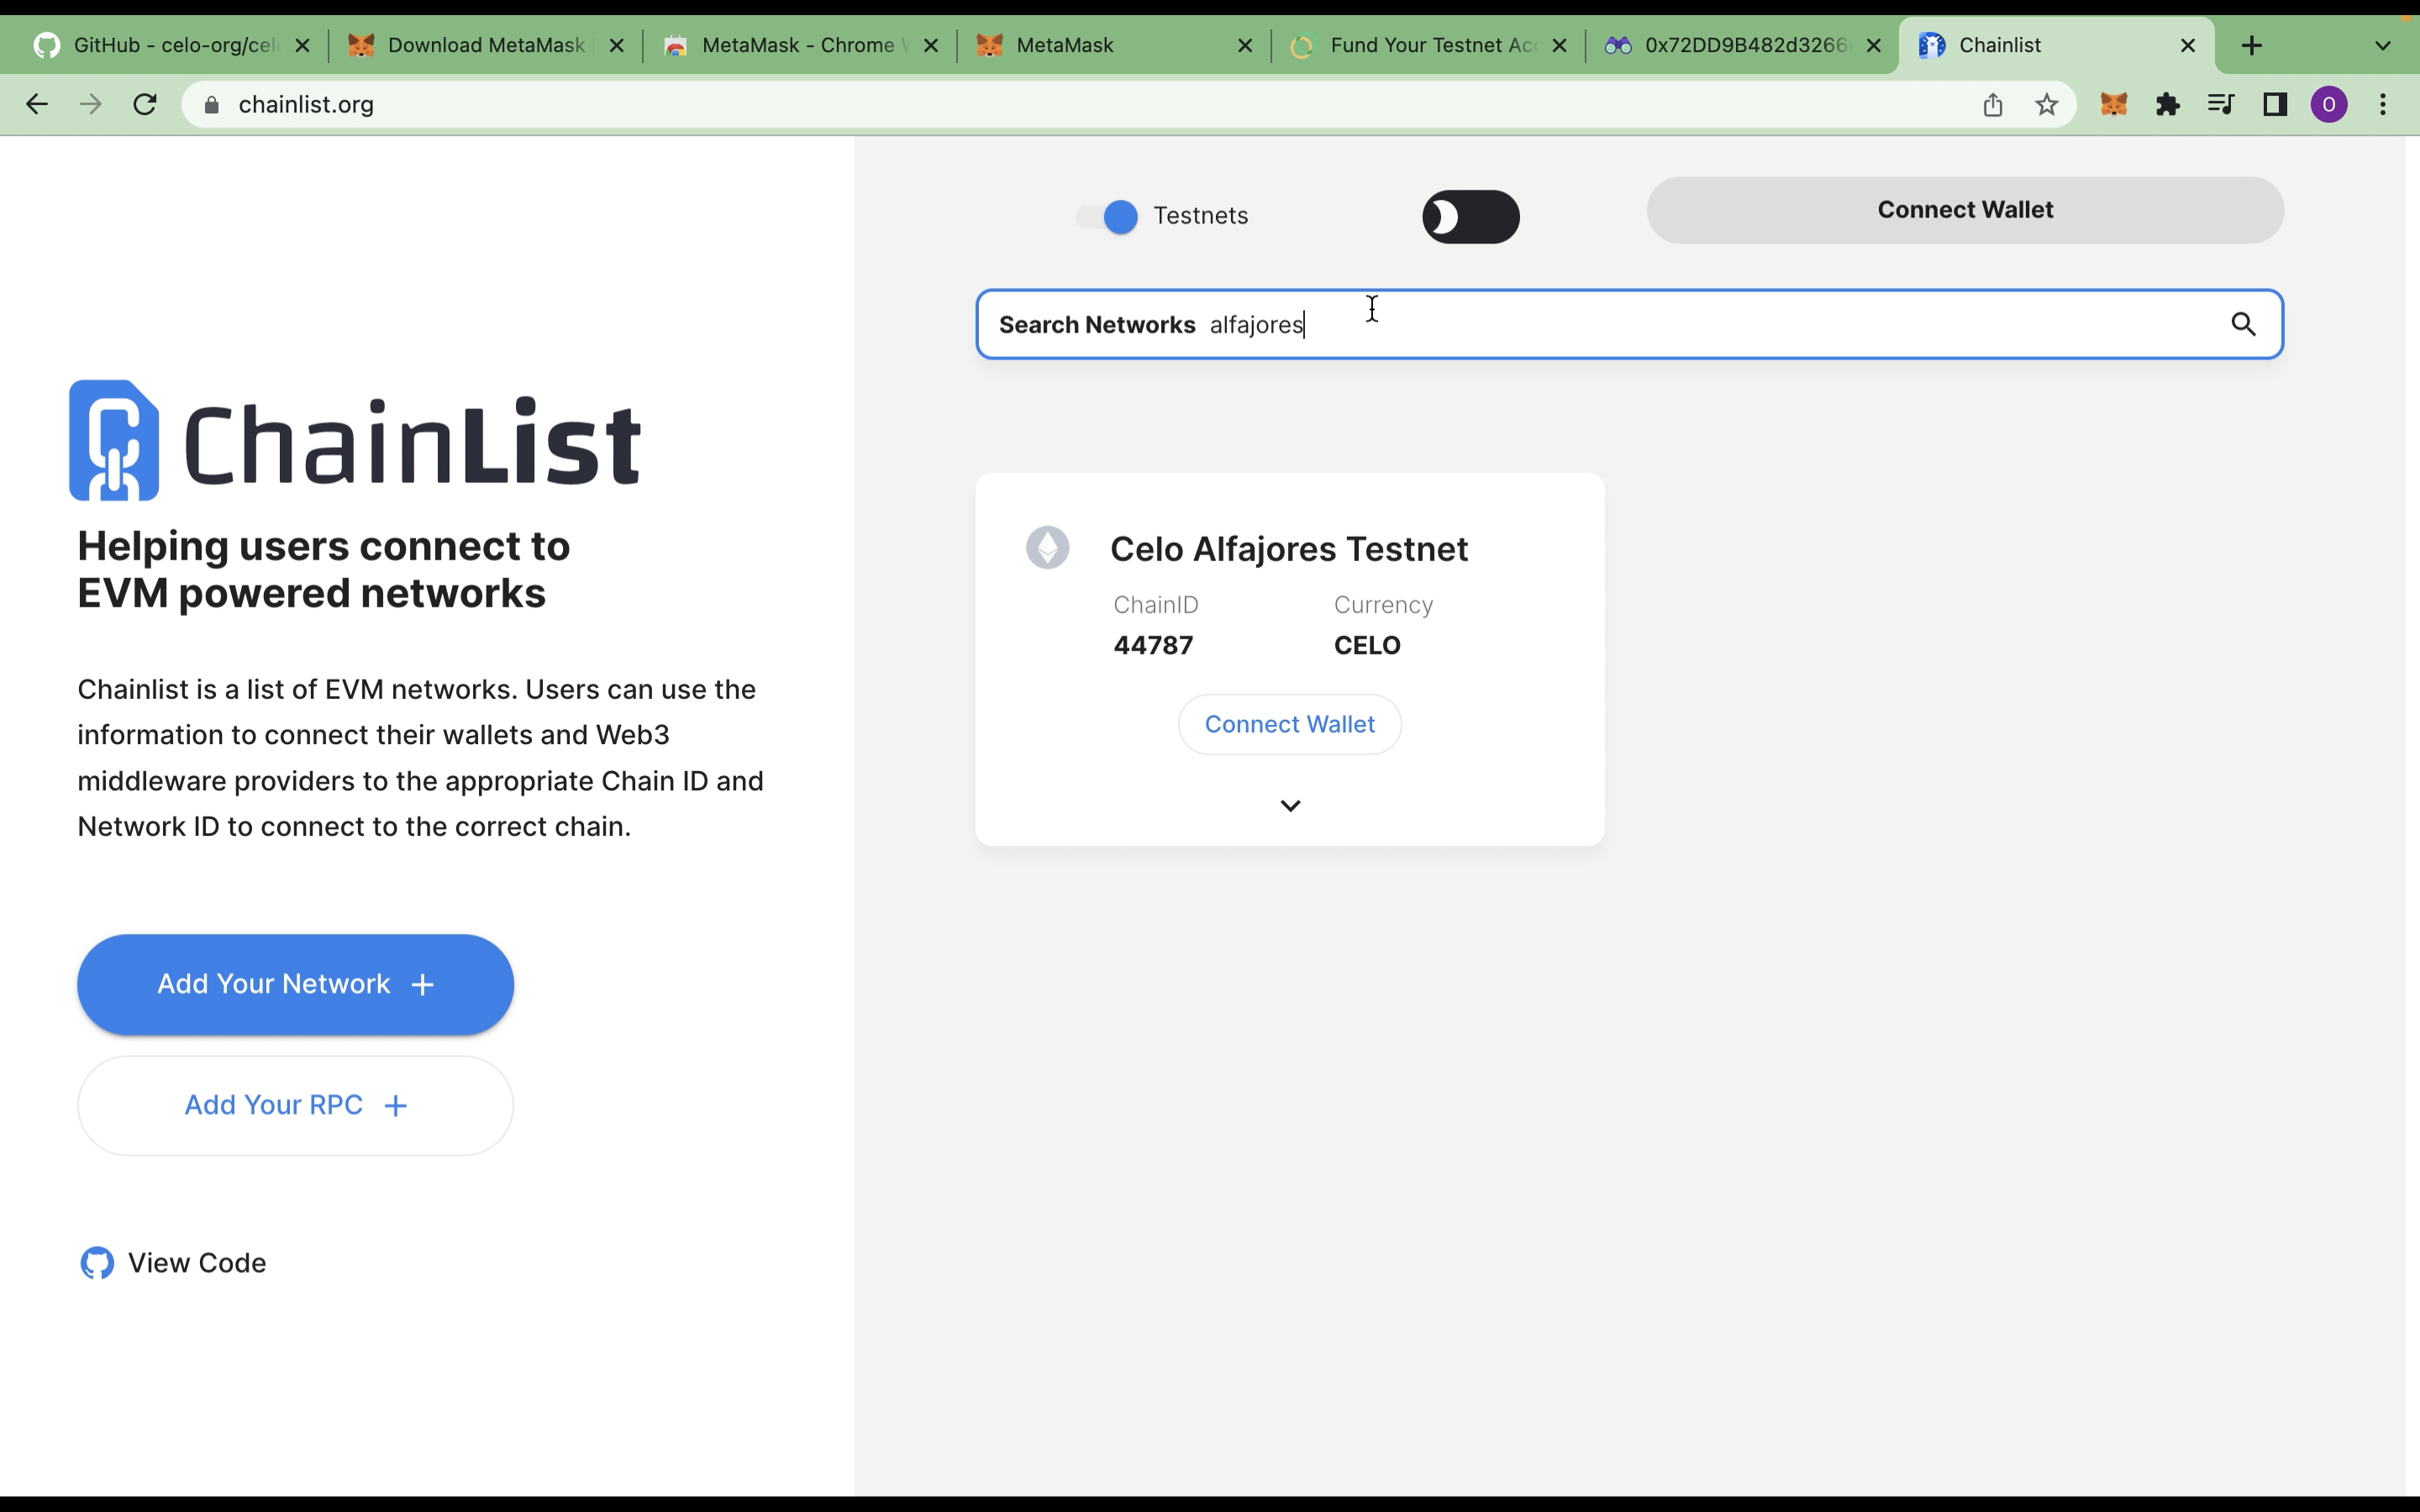 GitHub - celo-org/cel
Download MetaMask
MetaMask - Chrome
MetaMask
Fund Your Testnet Acc
0x72DD9B482d3266
Chainlist
chainlist.org
O
Testnets
Connect Wallet
Search Networks alfajores
ChainList
Helping users connect to
EVM powered networks
Chainlist is a list of EVM networks. Users can use the
information to connect their wallets and Web3
middleware providers to the appropriate Chain ID and
Network ID to connect to the correct chain.
Add Your Network +
Add Your RPC +
View Code
Celo Alfajores Testnet
ChainID Currency
44787 CELO
Connect Wallet